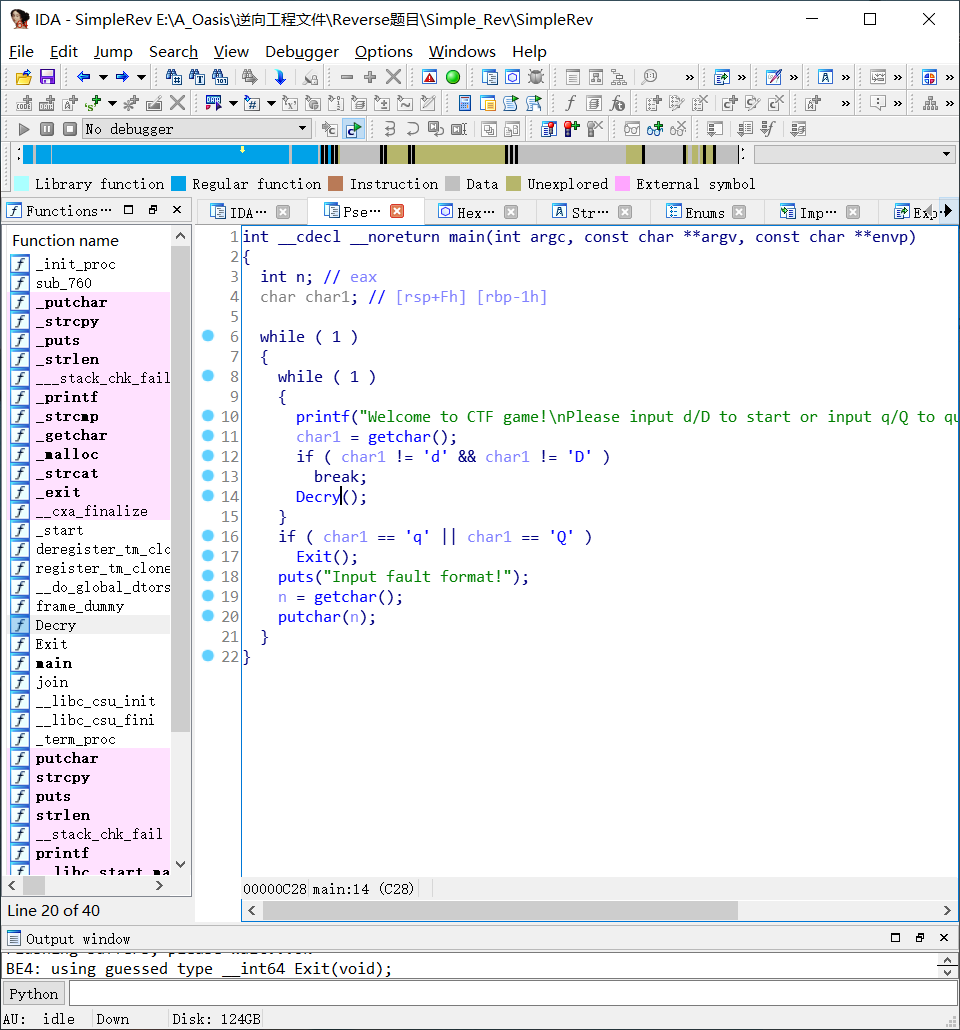 IDA - SimpleRev E:\A_Oasis\逆向工程文件\Reverse题目\Simple_Rev\SimpleRev
File Edit Jump Search View Debugger Options Windows Help
No debugger
Library function Regular function Instruction Data Unexplored External symbol
Functions··· IDA··· Pse··· Hex··· Str··· Enums Imp··· Exp
Function name
_init_proc
sub_760
_putchar
_strcpy
_puts
_strlen
___stack_chk_fail
_printf
_strcmp
_getchar
_malloc
_strcat
_exit
__cxa_finalize
_start
deregister_tm_clo
register_tm_clone
__do_global_dtors
frame_dummy
Decry
Exit
main
join
__libc_csu_init
__libc_csu_fini
_term_proc
putchar
strcpy
puts
strlen
__stack_chk_fail
printf
__libc_start_ma
Line 20 of 40
1 int __cdecl __noreturn main(int argc, const char **argv, const char **envp)
2 {
3 int n; // eax
4 char char1; // [rsp+Fh] [rbp-1h]
5
6 while ( 1 )
7 {
8 while ( 1 )
9 {
10 printf("Welcome to CTF game!\nPlease input d/D to start or input q/Q to qu
11 char1 = getchar();
12 if ( char1 != 'd' && char1 != 'D' )
13 break;
14 Decry();
15 }
16 if ( char1 == 'q' || char1 == 'Q' )
17 Exit();
18 puts("Input fault format!");
19 n = getchar();
20 putchar(n);
21 }
22 }
00000C28 main:14 (C28)
Output window
BE4: using guessed type __int64 Exit(void);
Python
AU: idle Down Disk: 124GB